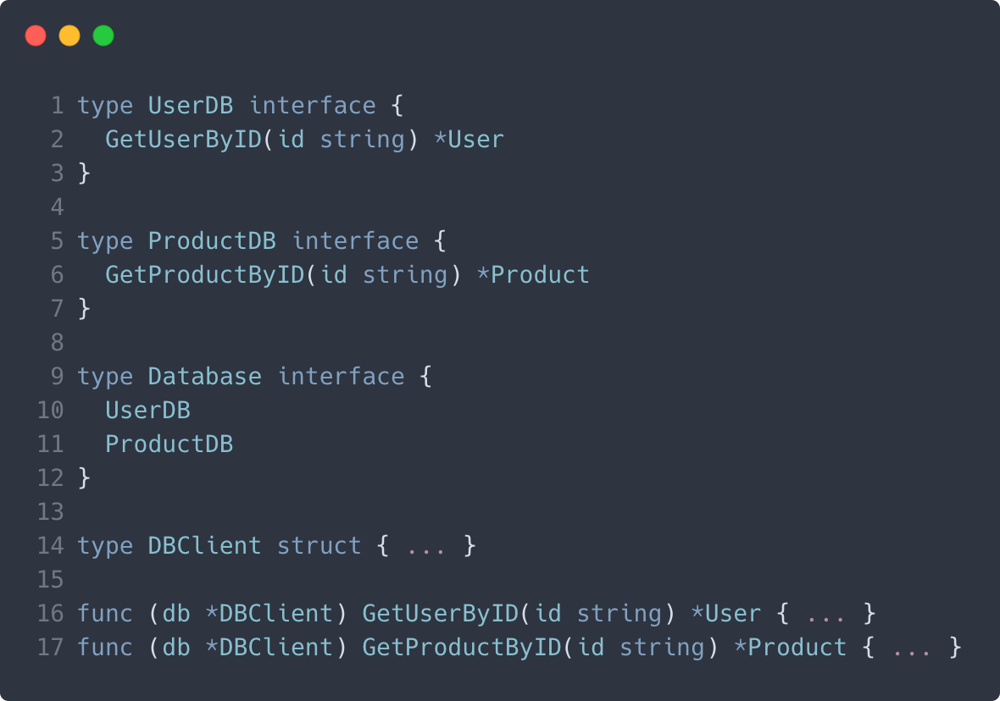 1 type UserDB interface {
2   GetUserByID(id string) *User
3 }
4
5 type ProductDB interface {
6   GetProductByID(id string) *Product
7 }
8
9 type Database interface {
10   UserDB
11   ProductDB
12 }
13
14 type DBClient struct { ... }
15
16 func (db *DBClient) GetUserByID(id string) *User { ... }
17 func (db *DBClient) GetProductByID(id string) *Product { ... }